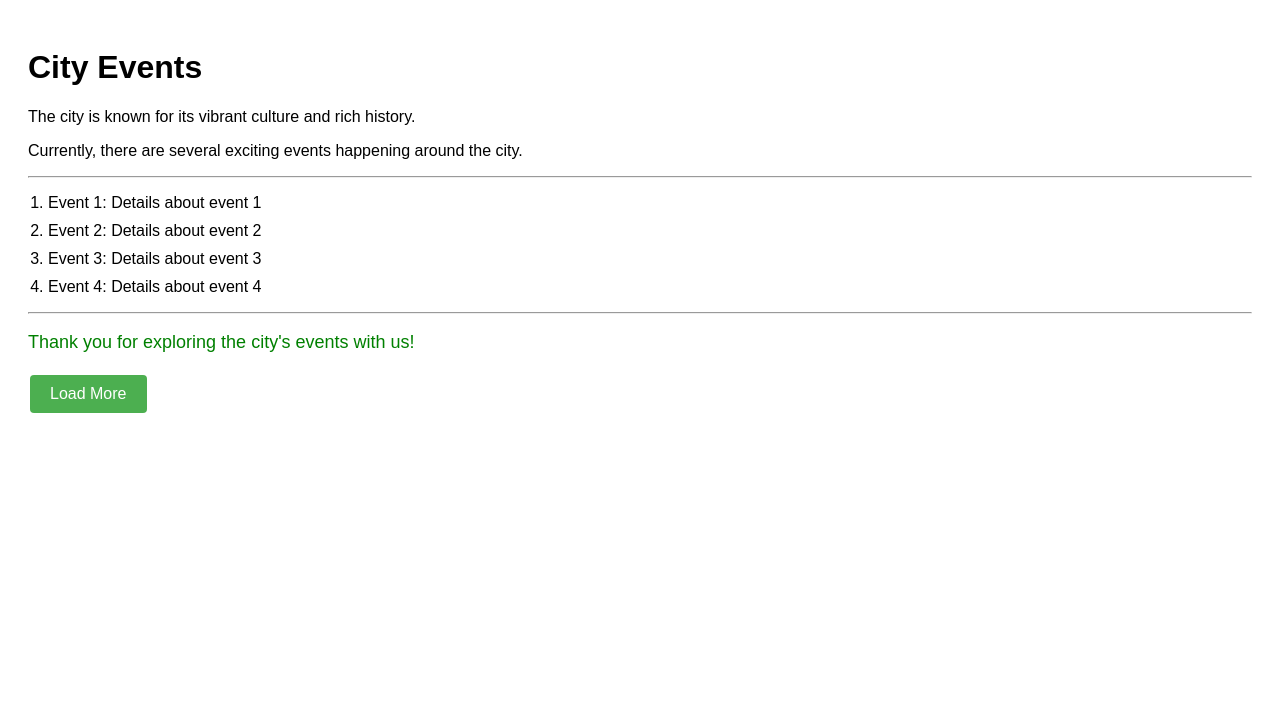 City Events
The city is known for its vibrant culture and rich history.
Currently, there are several exciting events happening around the city.
1. Event 1: Details about event 1
2. Event 2: Details about event 2
3. Event 3: Details about event 3
4. Event 4: Details about event 4
Thank you for exploring the city's events with us!
Load More